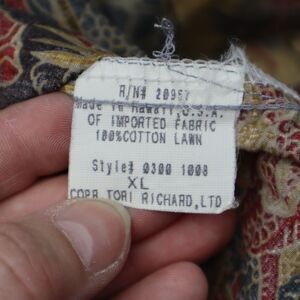 R/N# 20957
Made in Hawaii, U.S.A.
OF IMPORTED FABRIC
100%COTTON LAWN
Style# 0300 1008
XL
COPR TORI RICHARD,LTD